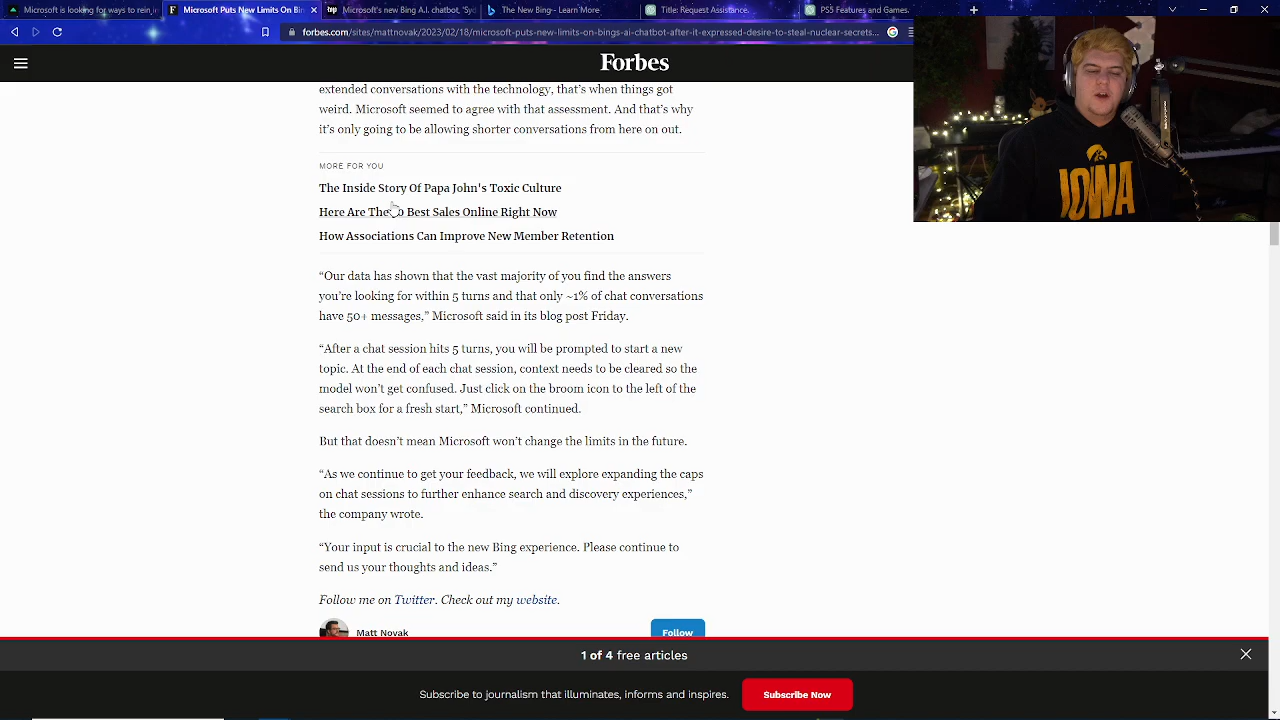 Microsoft is looking for ways to rein
Microsoft Puts New Limits On Bin
Microsoft's new Bing A.I. chatbot, 'Syd
New Bing - Learn More
Title: Request Assistance
PS5 Features and Games.
forbes.com/sites/mattnovak/2023/02/18/microsoft-puts-new-limits-on-bings-ai-chatbot-after-it-expressed-desire-to-steal-nuclear-secrets...
Forbes
extended conversations with the technology, that's when things got
weird. Microsoft seemed to agree with that assessment. And that's why
it's only going to be allowing shorter conversations from here on out.
MORE FOR YOU
The Inside Story Of Papa John's Toxic Culture
Here Are The 10 Best Sales Online Right Now
How Associations Can Improve New Member Retention
“Our data has shown that the vast majority of you find the answers
you're looking for within 5 turns and that only ~1% of chat conversations
have 50+ messages,” Microsoft said in its blog post Friday.
“After a chat session hits 5 turns, you will be prompted to start a new
topic. At the end of each chat session, context needs to be cleared so the
model won't get confused. Just click on the broom icon to the left of the
search box for a fresh start,” Microsoft continued.
But that doesn't mean Microsoft won't change the limits in the future.
“As we continue to get your feedback, we will explore expanding the caps
on chat sessions to further enhance search and discovery experiences,”
the company wrote.
“Your input is crucial to the new Bing experience. Please continue to
send us your thoughts and ideas.”
Follow me on Twitter. Check out my website.
Matt Novak
Follow
1 of 4 free articles
Subscribe to journalism that illuminates, informs and inspires.
Subscribe Now
IOWA